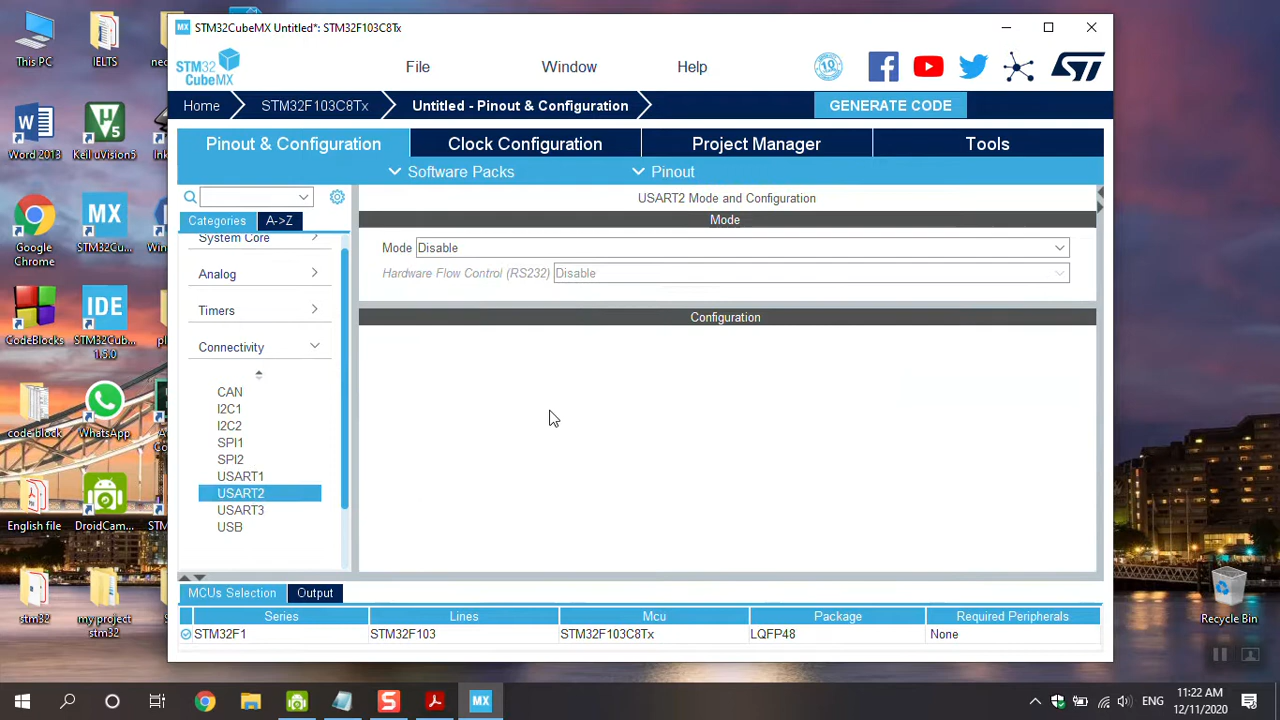 STM32CubeMX Untitled*: STM32F103C8Tx
STM32
CubeMX
File
Window
Help
10
Home
STM32F103C8Tx
Untitled - Pinout & Configuration
GENERATE CODE
Pinout & Configuration
Clock Configuration
Project Manager
Tools
Software Packs
Pinout
USART2 Mode and Configuration
Categories
A->Z
Mode
System Core
Mode Disable
Analog
Hardware Flow Control (RS232) Disable
Timers
Configuration
Connectivity
CAN
I2C1
I2C2
SPI1
SPI2
USART1
USART2
USART3
USB
MCUs Selection
Output
Series
Lines
Mcu
Package
Required Peripherals
STM32F1
STM32F103
STM32F103C8Tx
LQFP48
None
This PC
IELTS
Word 2013
Keil uVision5
Google
Chrome
STM32Cu...
CodeBlocks
STM32Cub...
1.5.0
code block
WhatsApp
English file
DroidCam...
stm32
my project
stm32
Recycle Bin
ENG
11:22 AM
12/11/2020